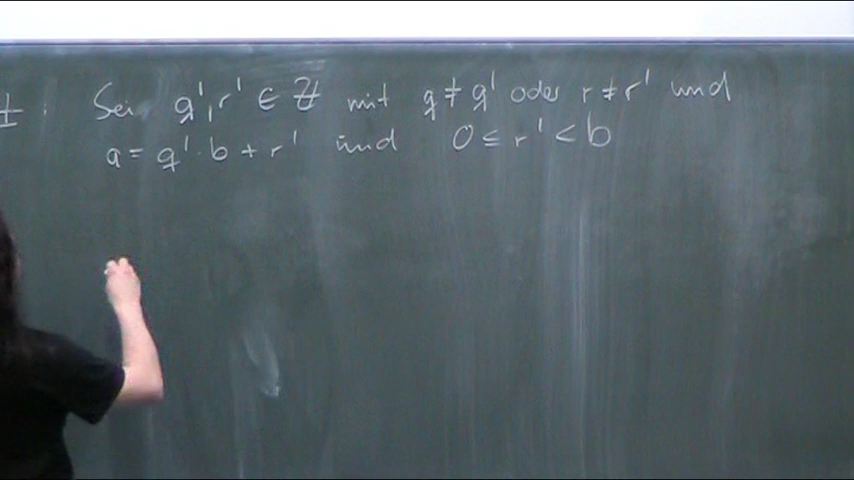 : Sei q', r' ∈ ℤ mit q ≠ q' oder r ≠ r' und
a = q' · b + r' und 0 ≤ r' < b